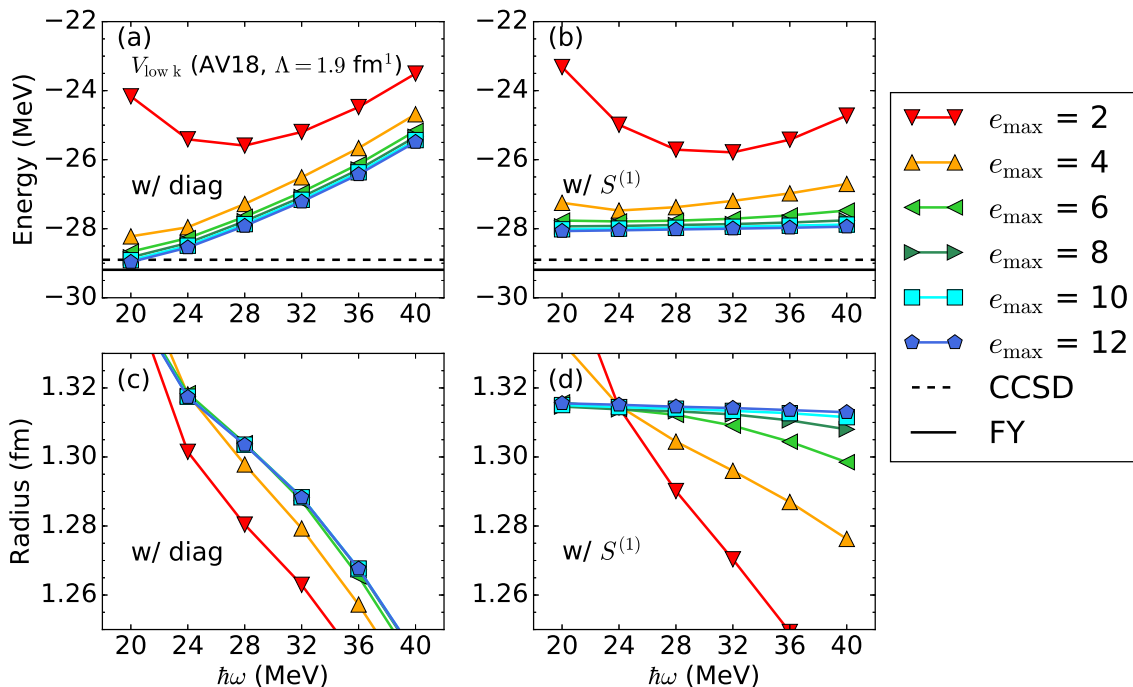 (a)
V_low k (AV18, Λ = 1.9 fm¹)
w/ diag
Energy (MeV)
−22
−24
−26
−28
−30
20 24 28 32 36 40
(b)
w/ S⁽¹⁾
−22
−24
−26
−28
−30
20 24 28 32 36 40
(c)
w/ diag
Radius (fm)
1.32
1.30
1.28
1.26
20 24 28 32 36 40
ħω (MeV)
(d)
w/ S⁽¹⁾
1.32
1.30
1.28
1.26
20 24 28 32 36 40
ħω (MeV)
e_max = 2
e_max = 4
e_max = 6
e_max = 8
e_max = 10
e_max = 12
CCSD
FY